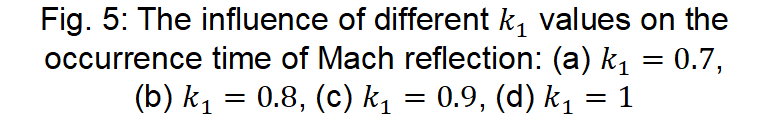 Fig. 5: The influence of different k₁ values on the
occurrence time of Mach reflection: (a) k₁ = 0.7,
(b) k₁ = 0.8, (c) k₁ = 0.9, (d) k₁ = 1